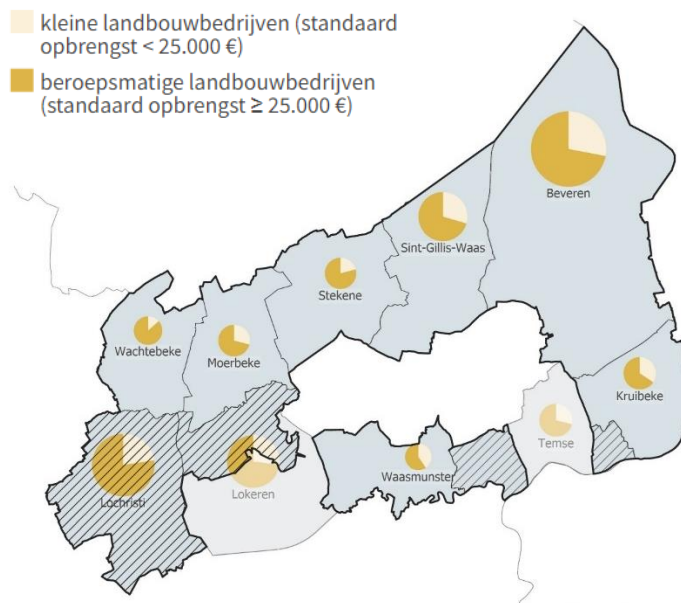 kleine landbouwbedrijven (standaard
opbrengst < 25.000 €)
beroepsmatige landbouwbedrijven
(standaard opbrengst ≥ 25.000 €)
Beveren
Sint-Gillis-Waas
Stekene
Wachtebeke
Moerbeke
Kruibeke
Temse
Waasmunster
Lochristi
Lokeren